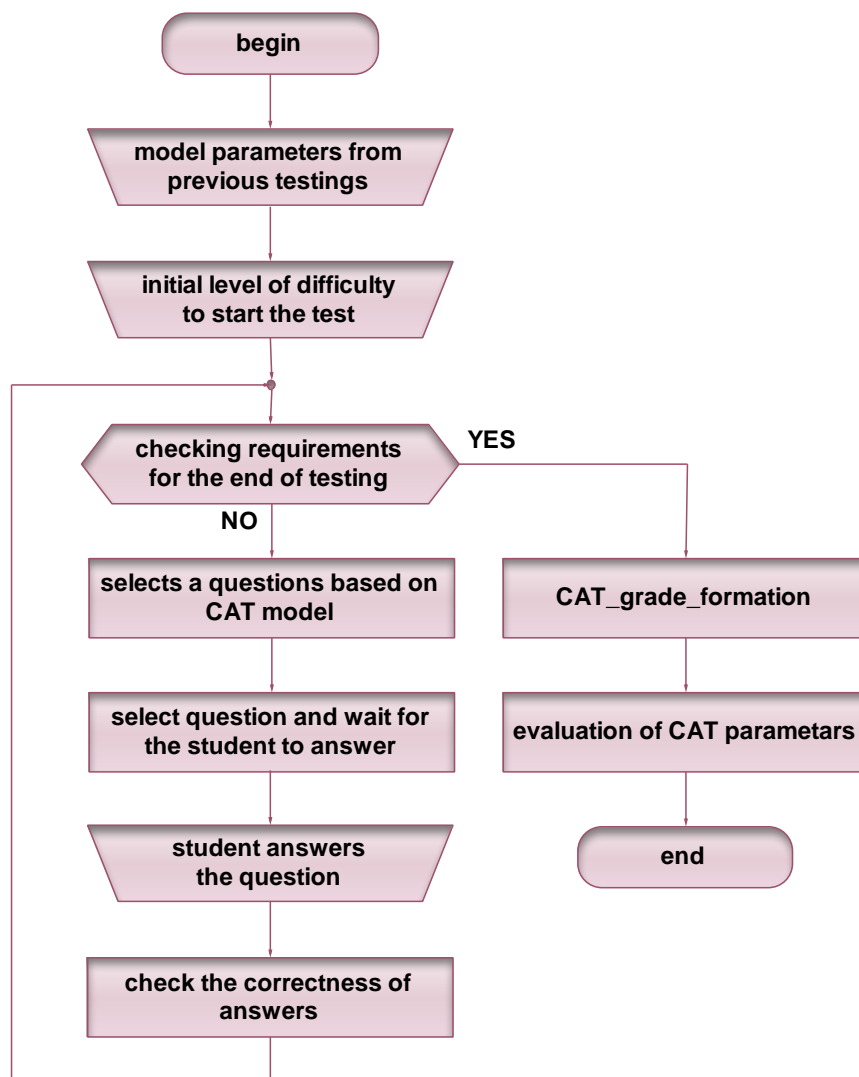 begin
model parameters from
previous testings
initial level of difficulty
to start the test
checking requirements
for the end of testing
YES
NO
selects a questions based on
CAT model
CAT_grade_formation
select question and wait for
the student to answer
evaluation of CAT parametars
student answers
the question
end
check the correctness of
answers